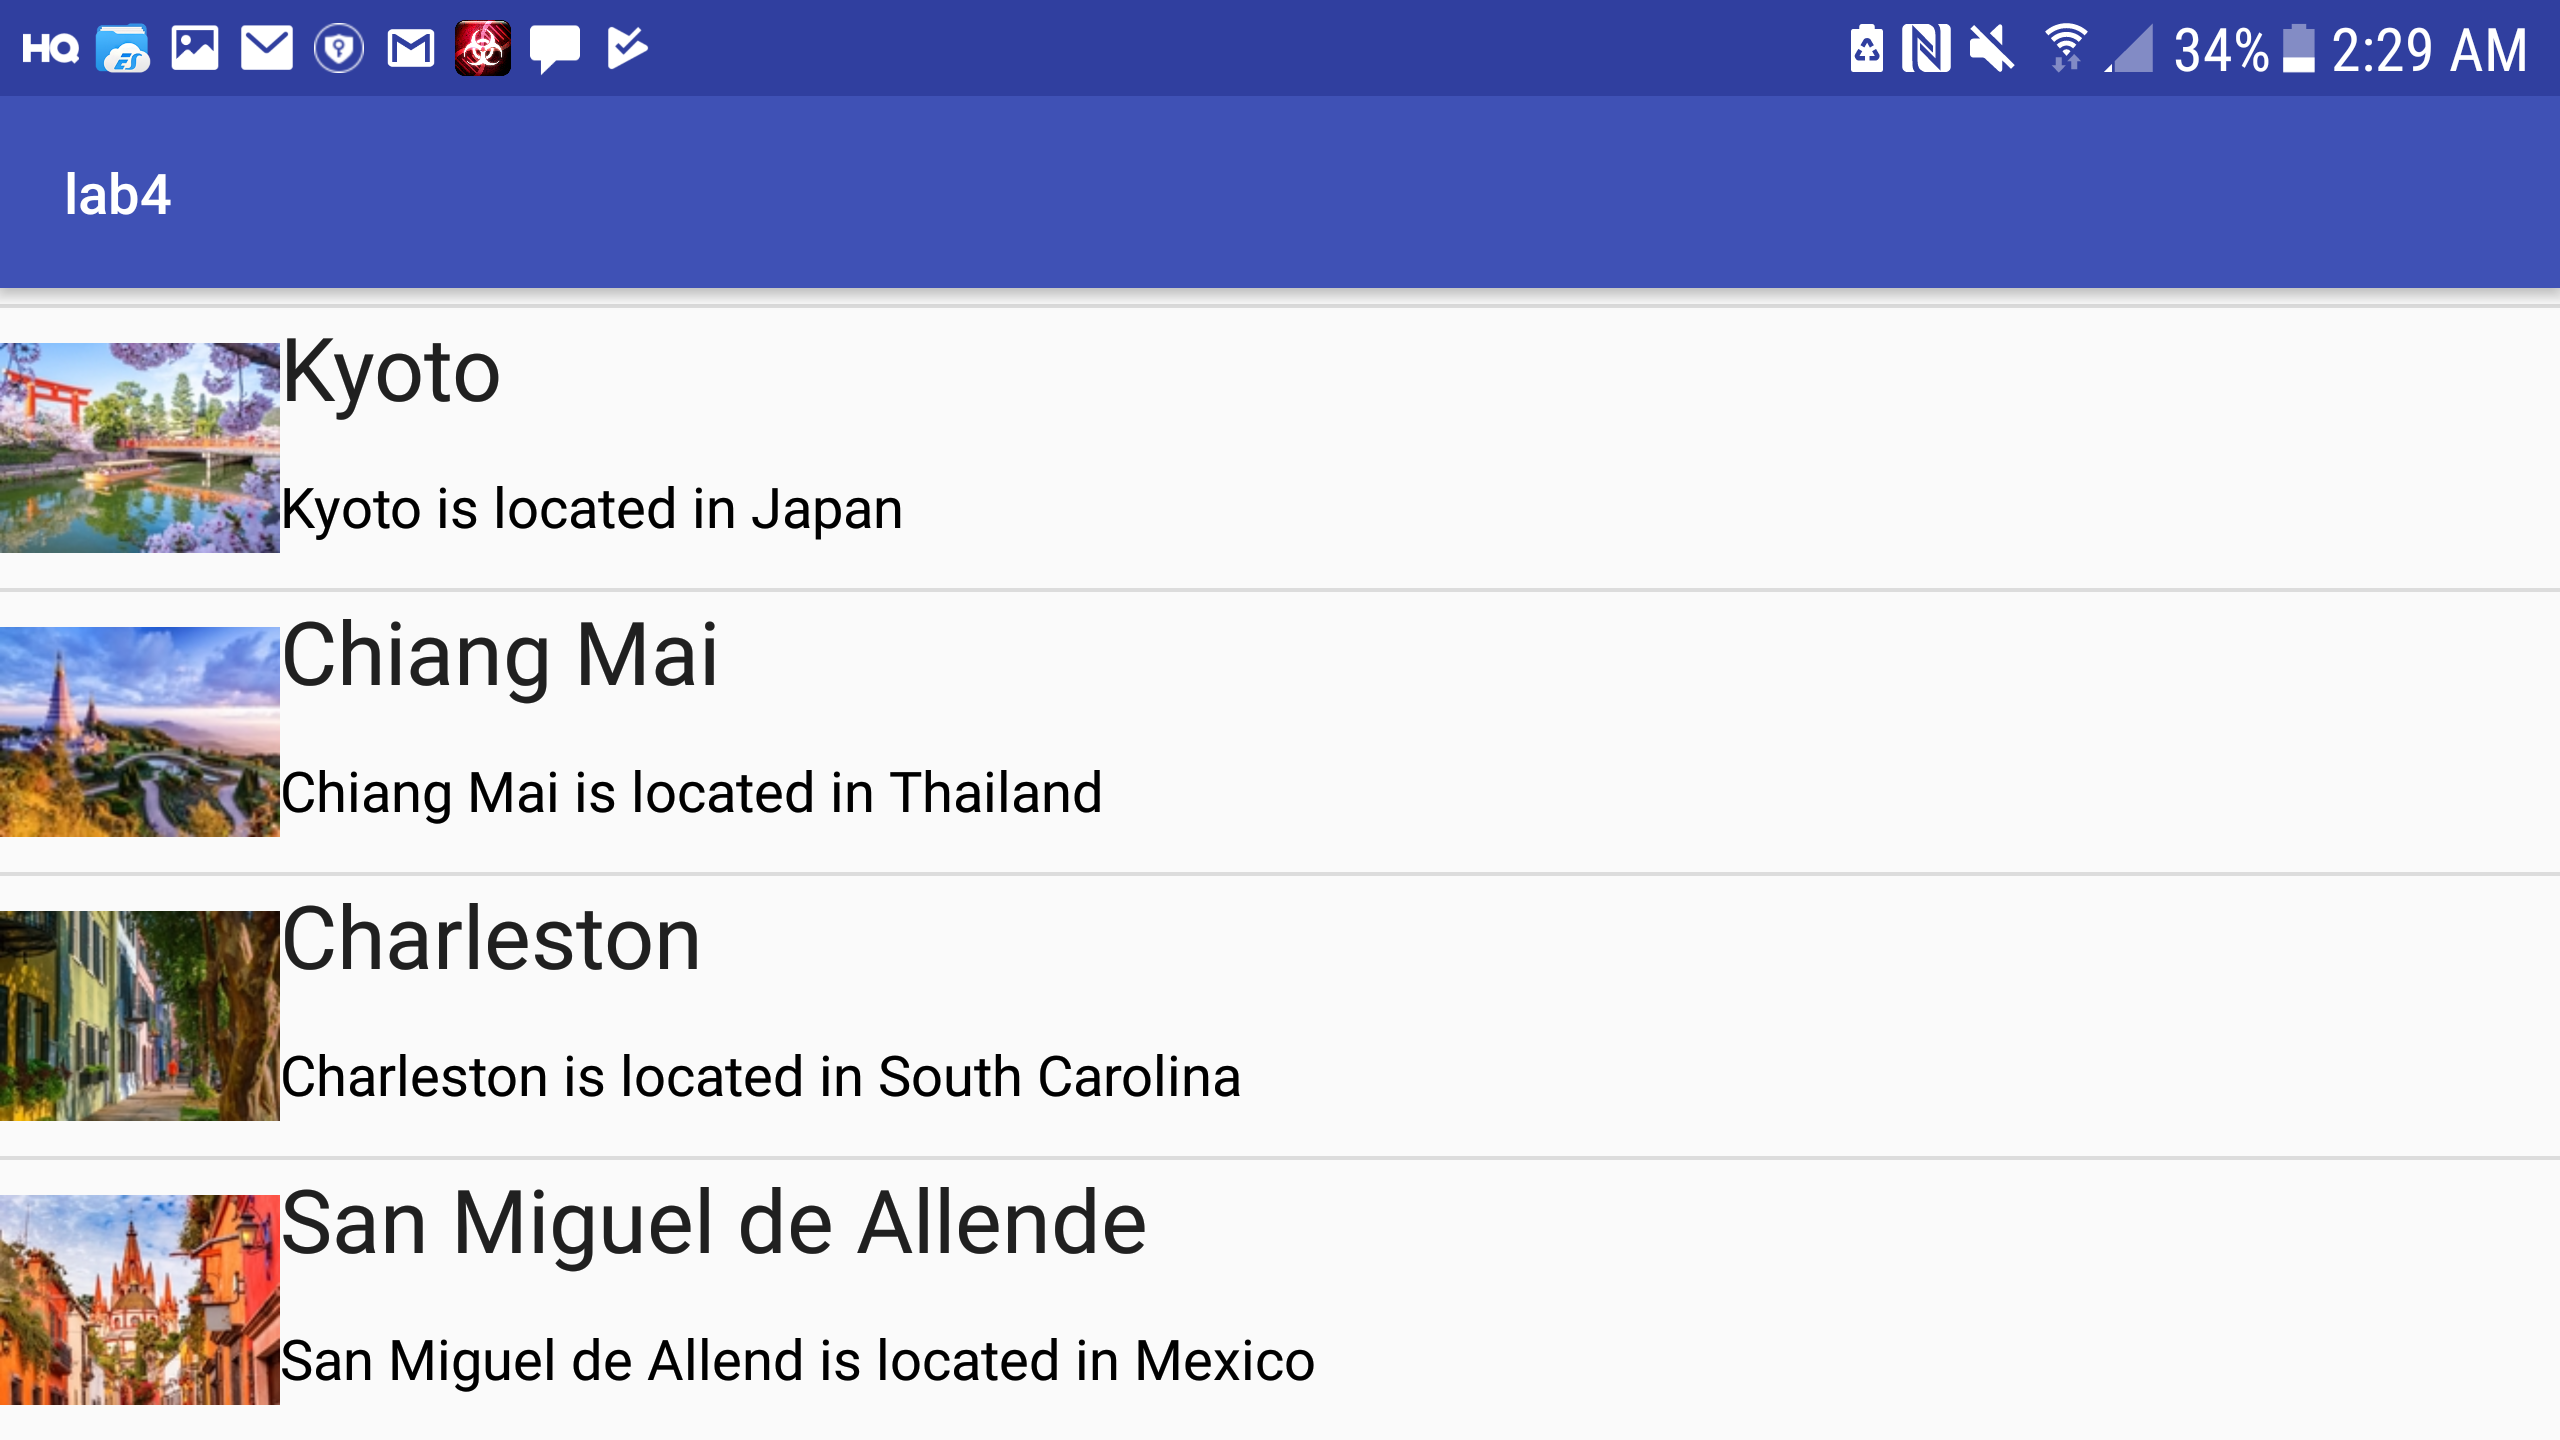 HQ ES 34% 2:29 AM
lab4
Kyoto
Kyoto is located in Japan
Chiang Mai
Chiang Mai is located in Thailand
Charleston
Charleston is located in South Carolina
San Miguel de Allende
San Miguel de Allend is located in Mexico